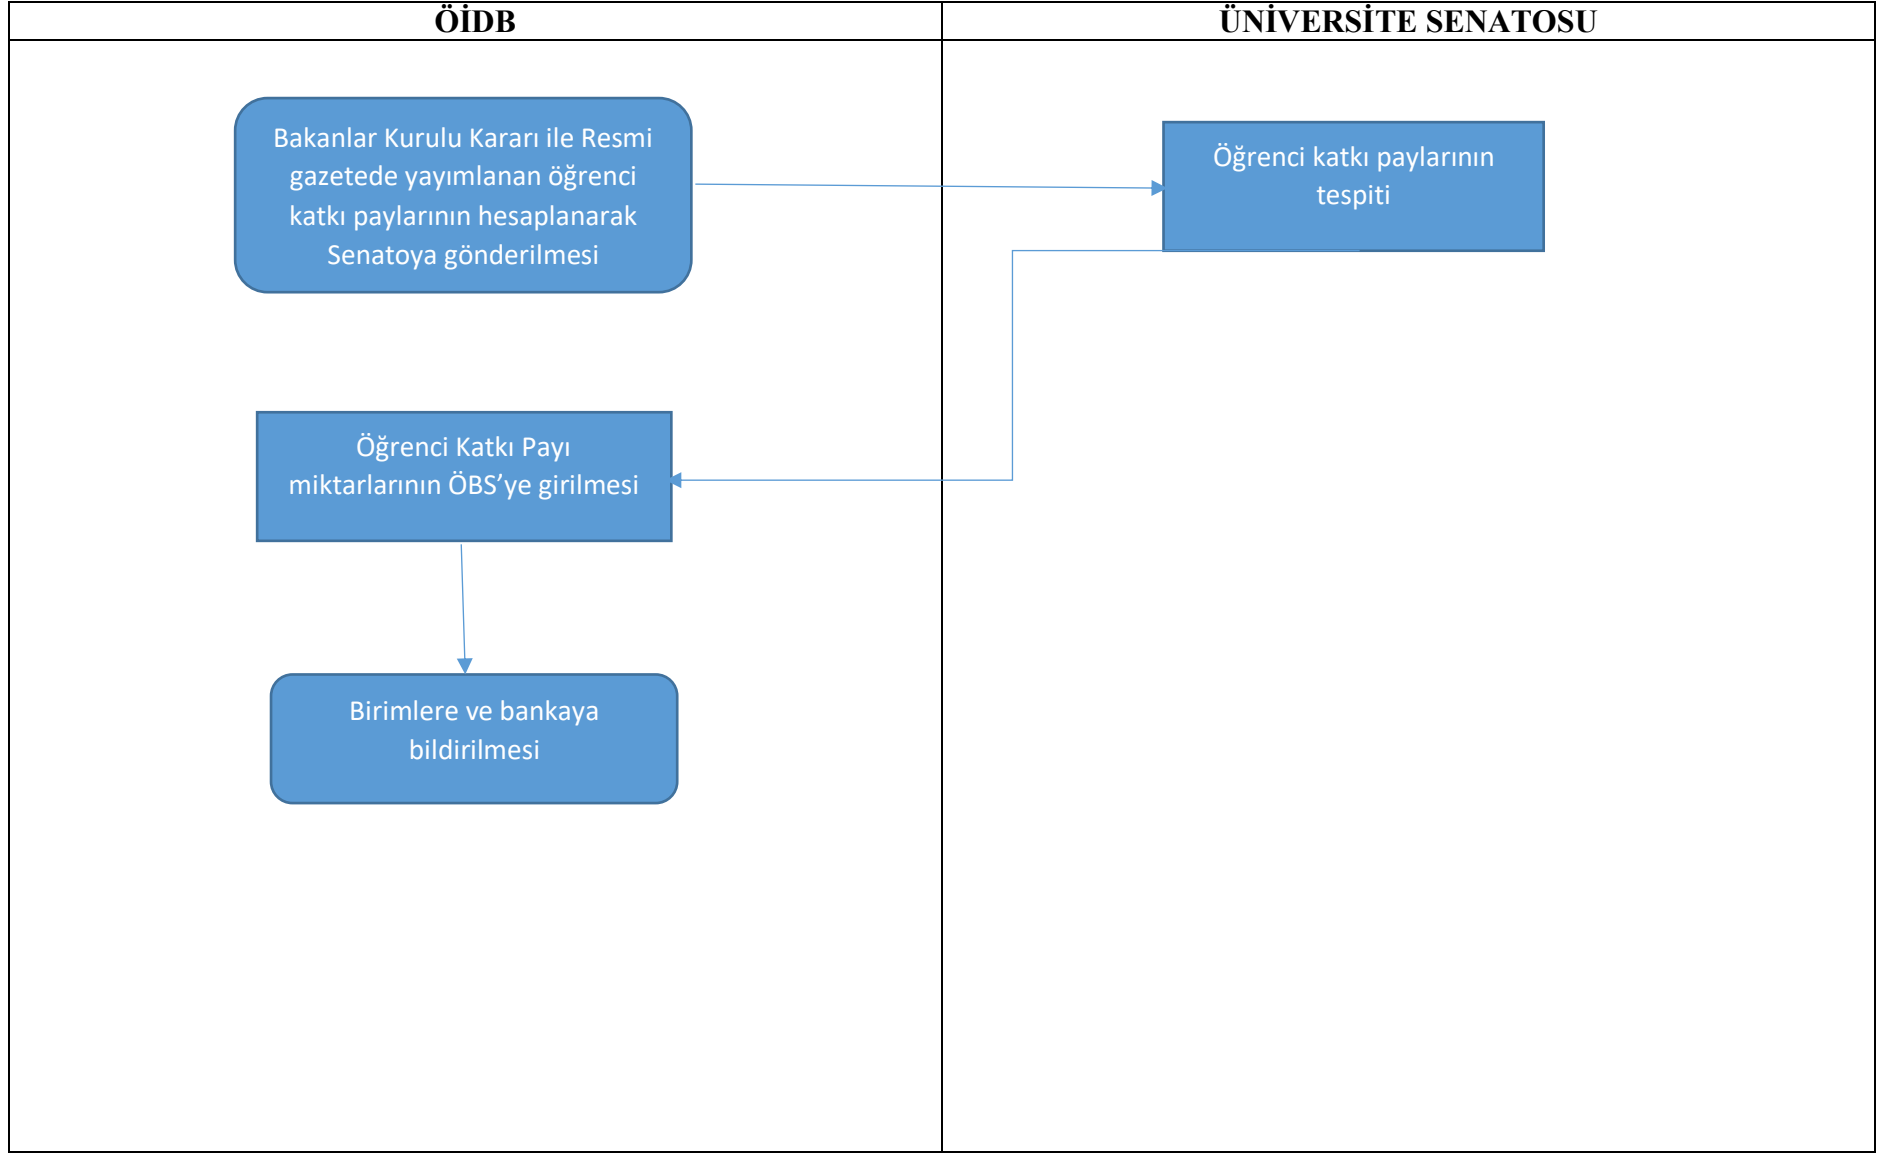 ÖİDB
ÜNİVERSİTE SENATOSU
Bakanlar Kurulu Kararı ile Resmi
gazetede yayımlanan öğrenci
katkı paylarının hesaplanarak
Senatoya gönderilmesi
Öğrenci katkı paylarının
tespiti
Öğrenci Katkı Payı
miktarlarının ÖBS’ye girilmesi
Birimlere ve bankaya
bildirilmesi